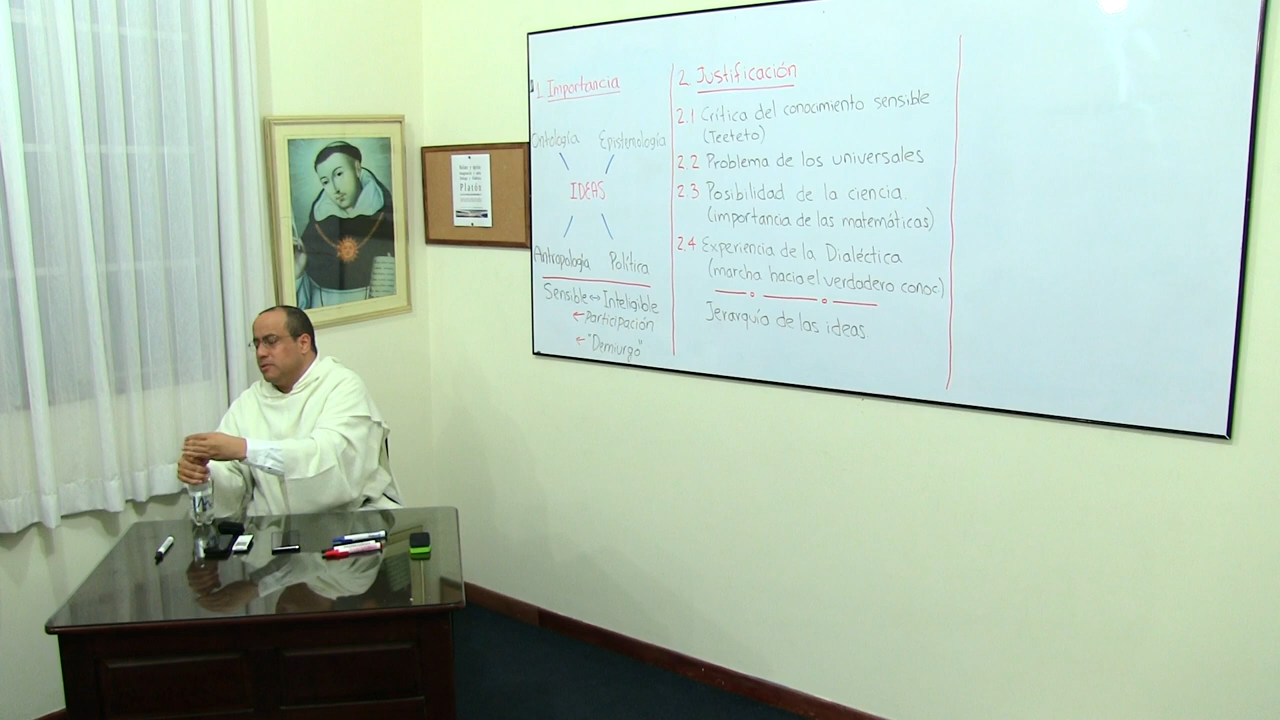 1 Importancia
Ontología Epistemología
IDEAS
Antropología Política
Sensible ↔ Inteligible
← Participación
← "Demiurgo"
2. Justificación
2.1 Crítica del conocimiento sensible
(Teeteto)
2.2 Problema de los universales
2.3 Posibilidad de la ciencia.
(importancia de las matemáticas)
2.4 Experiencia de la Dialéctica
(marcha hacia el verdadero conoc.)
Jerarquía de las ideas
Platón